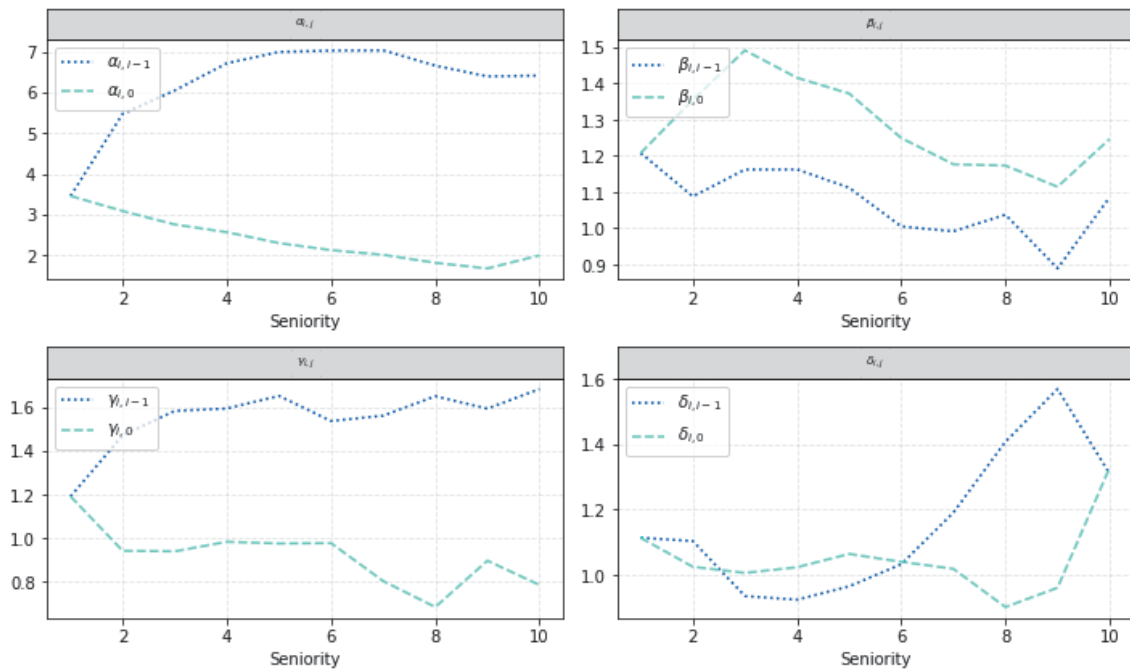 α_{i,j} β_{i,j}
7
6
5
4
3
2
α_{i,i−1}
α_{i,0}
2 4 6 8 10
Seniority
1.5
1.4
1.3
1.2
1.1
1.0
0.9
β_{i,i−1}
β_{i,0}
2 4 6 8 10
Seniority
γ_{i,j} δ_{i,j}
1.6
1.4
1.2
1.0
0.8
γ_{i,i−1}
γ_{i,0}
2 4 6 8 10
Seniority
1.6
1.4
1.2
1.0
δ_{i,i−1}
δ_{i,0}
2 4 6 8 10
Seniority